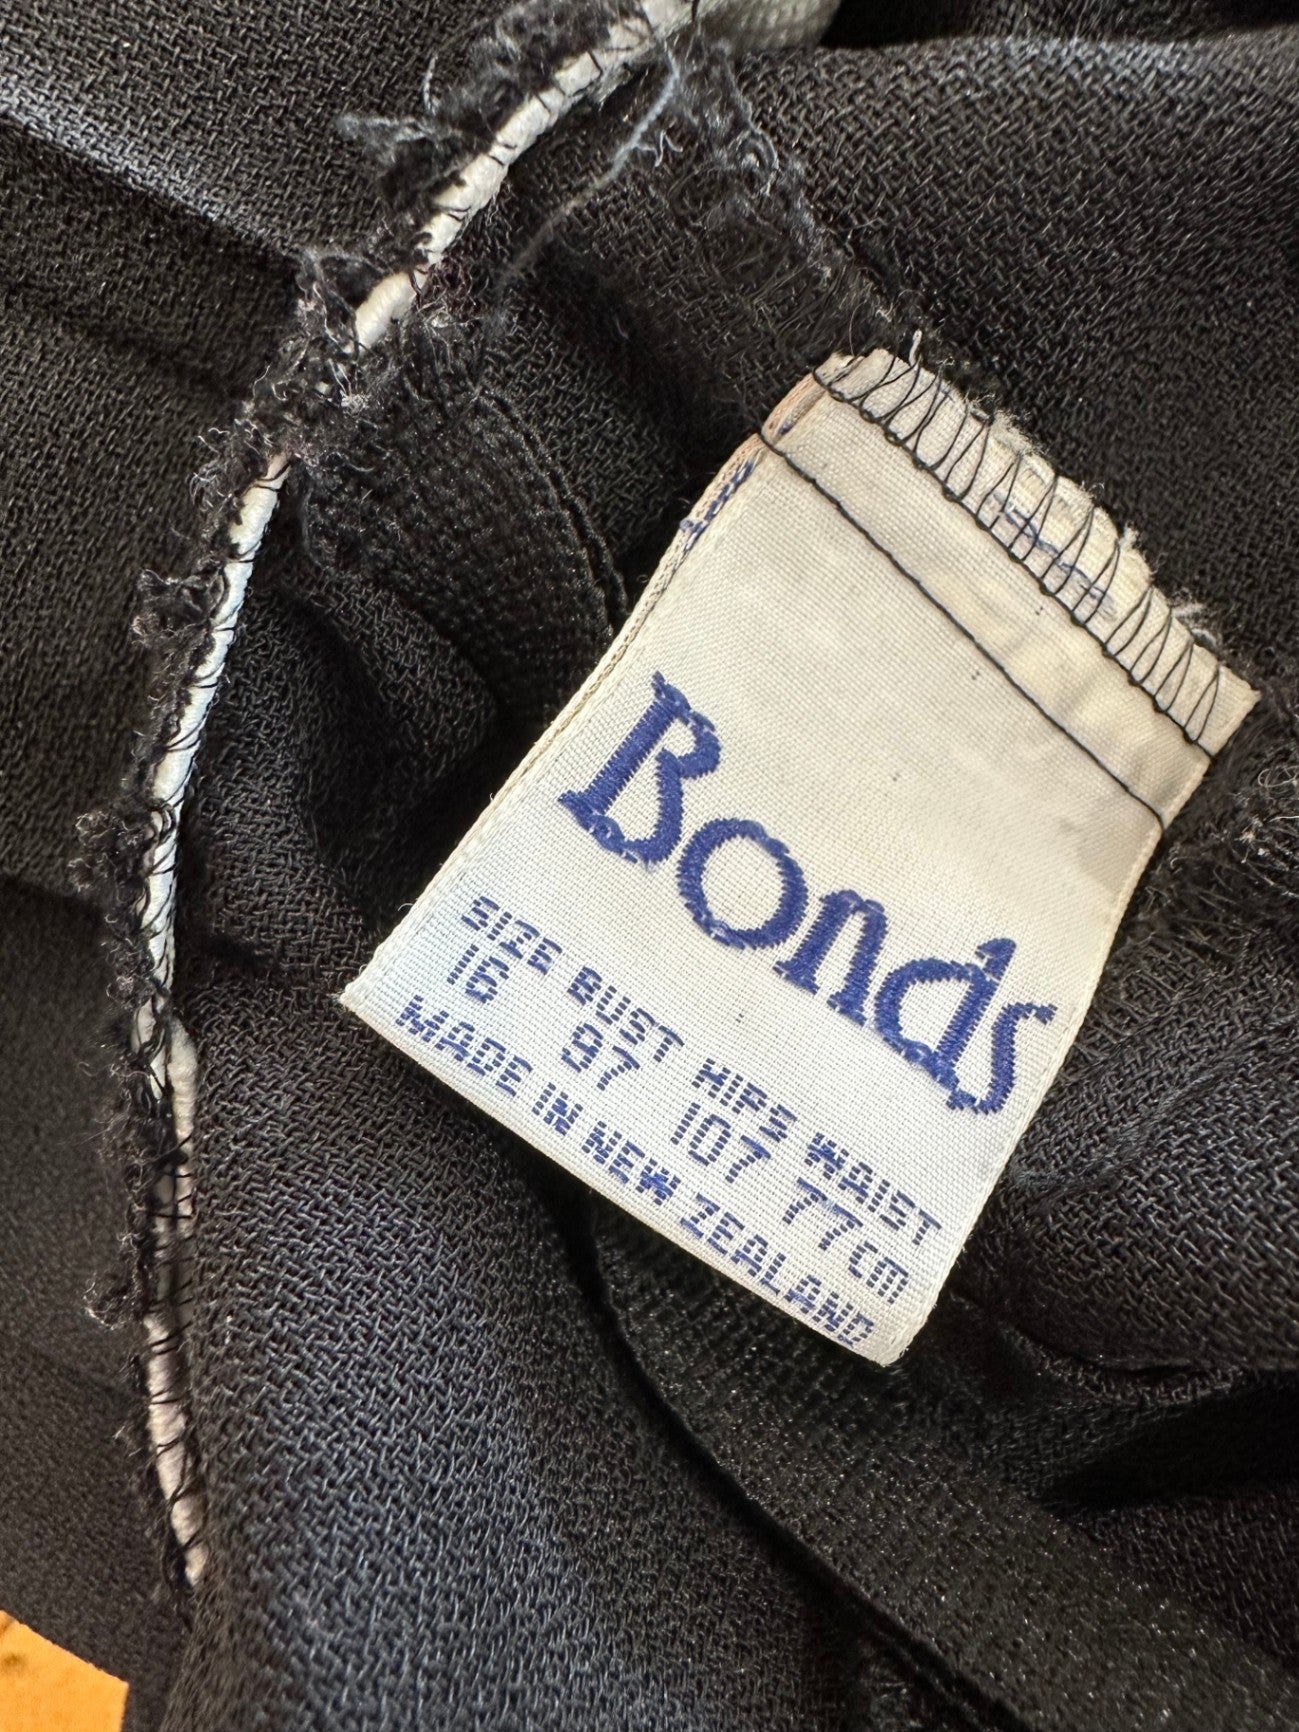 Bonds
SIZE BUST HIPS WAIST
16 97 107 77CM
MADE IN NEW ZEALAND